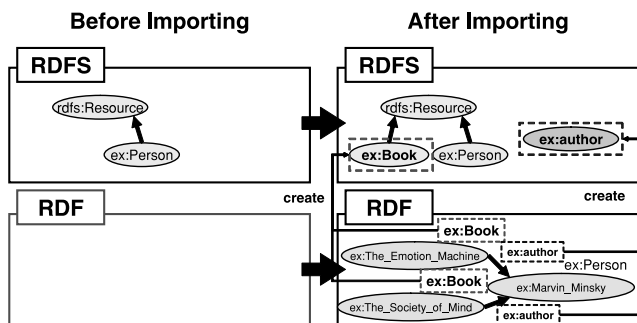 Before Importing
After Importing
RDFS
rdfs:Resource
ex:Person
RDF
RDFS
rdfs:Resource
ex:Book
ex:Person
ex:author
create
create
RDF
ex:Book
ex:The_Emotion_Machine
ex:author
ex:Person
ex:Book
ex:Marvin_Minsky
ex:The_Society_of_Mind
ex:author